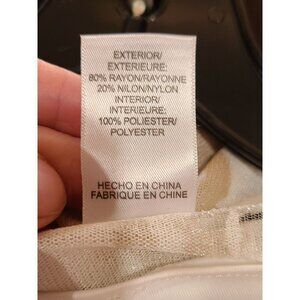 EXTERIOR/
EXTERIEURE:
80% RAYON/RAYONNE
20% NILON/NYLON
INTERIOR/
INTERIEURE:
100% POLIESTER/
POLYESTER
HECHO EN CHINA
FABRIQUE EN CHINE